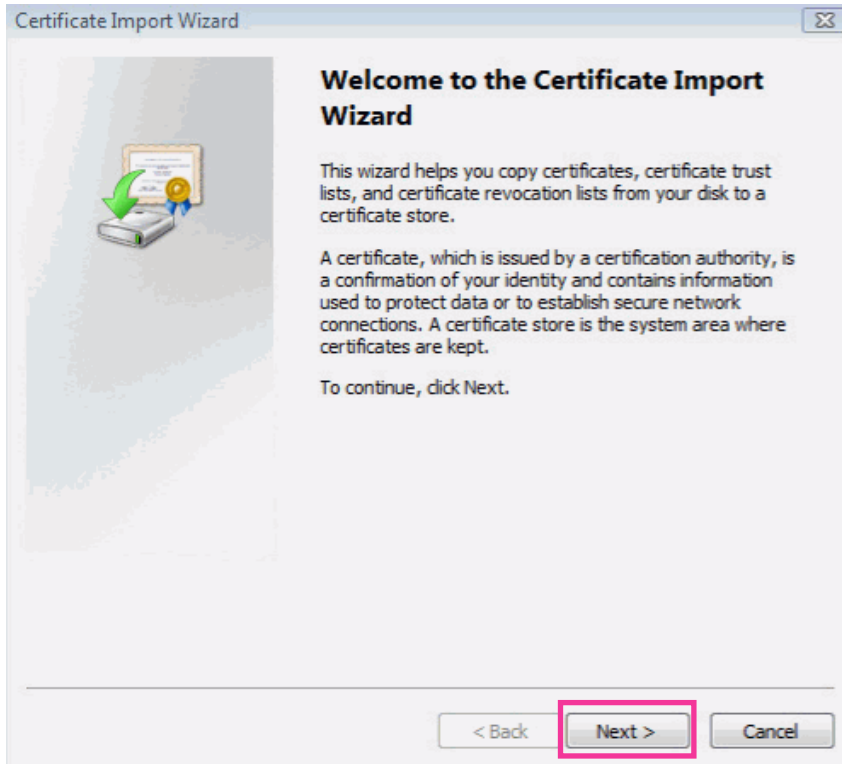 Certificate Import Wizard
Welcome to the Certificate Import
Wizard
This wizard helps you copy certificates, certificate trust
lists, and certificate revocation lists from your disk to a
certificate store.
A certificate, which is issued by a certification authority, is
a confirmation of your identity and contains information
used to protect data or to establish secure network
connections. A certificate store is the system area where
certificates are kept.
To continue, click Next.
< Back Next > Cancel